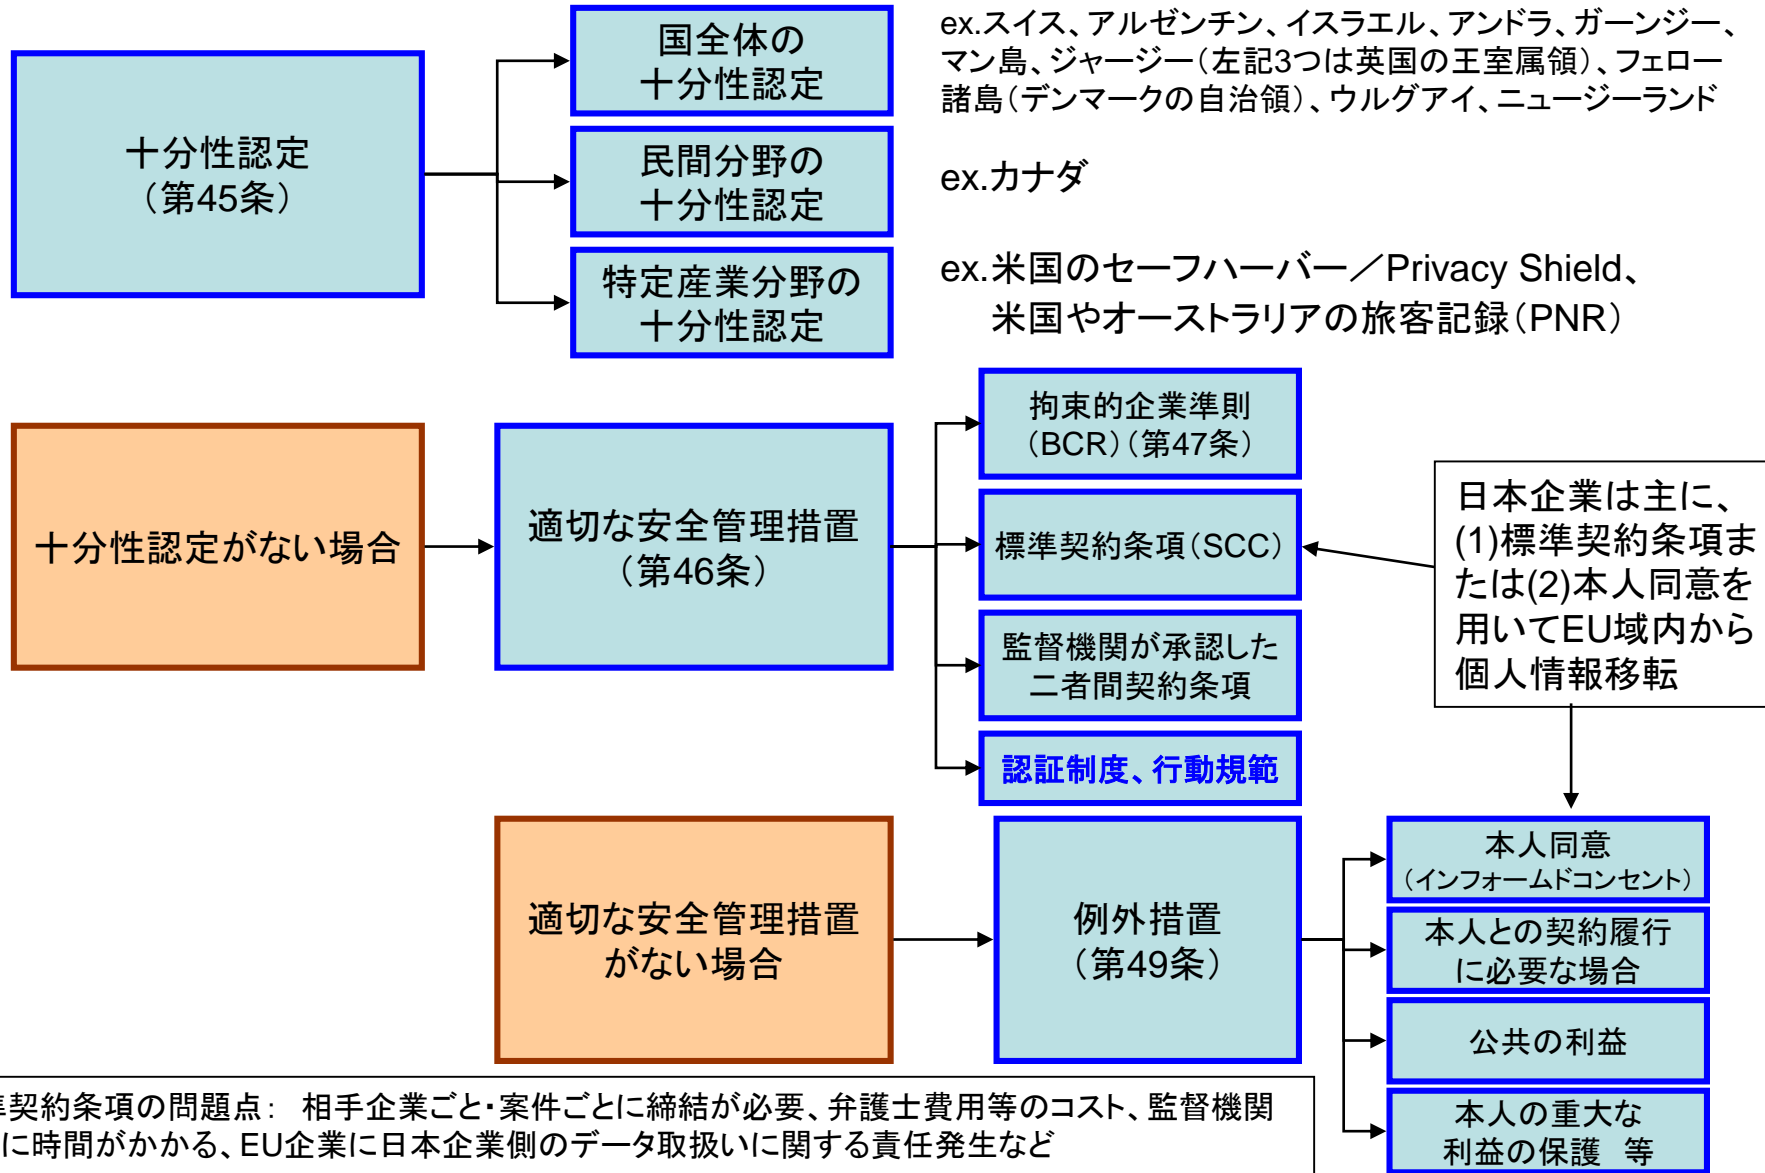 十分性認定
（第45条）
国全体の
十分性認定
ex.スイス、アルゼンチン、イスラエル、アンドラ、ガーンジー、
マン島、ジャージー（左記3つは英国の王室属領）、フェロー
諸島（デンマークの自治領）、ウルグアイ、ニュージーランド
民間分野の
十分性認定
ex.カナダ
特定産業分野の
十分性認定
ex.米国のセーフハーバー／Privacy Shield、
米国やオーストラリアの旅客記録（PNR）
十分性認定がない場合
適切な安全管理措置
（第46条）
拘束的企業準則
（BCR）（第47条）
標準契約条項（SCC）
監督機関が承認した
二者間契約条項
認証制度、行動規範
日本企業は主に、
(1)標準契約条項ま
たは(2)本人同意を
用いてEU域内から
個人情報移転
適切な安全管理措置
がない場合
例外措置
（第49条）
本人同意
（インフォームドコンセント）
本人との契約履行
に必要な場合
公共の利益
本人の重大な
利益の保護　等
準契約条項の問題点：　相手企業ごと・案件ごとに締結が必要、弁護士費用等のコスト、監督機関
に時間がかかる、EU企業に日本企業側のデータ取扱いに関する責任発生など